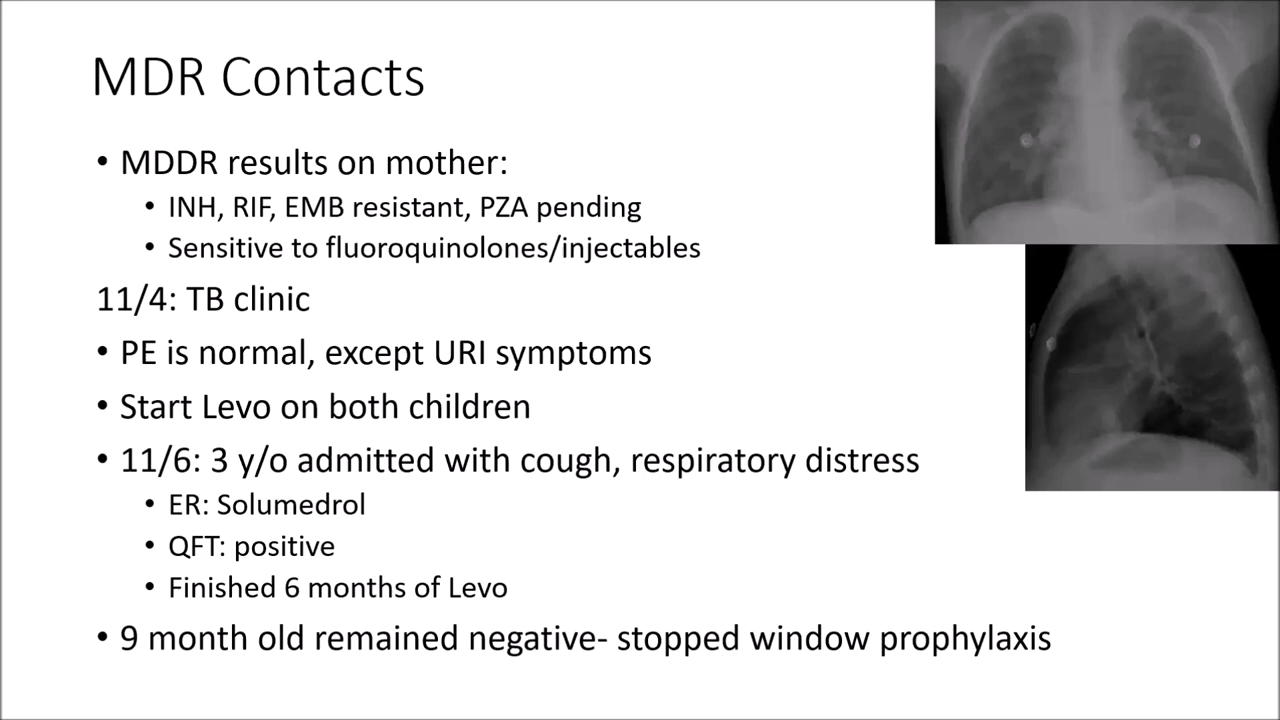 MDR Contacts
• MDDR results on mother:
• INH, RIF, EMB resistant, PZA pending
• Sensitive to fluoroquinolones/injectables
11/4: TB clinic
• PE is normal, except URI symptoms
• Start Levo on both children
• 11/6: 3 y/o admitted with cough, respiratory distress
• ER: Solumedrol
• QFT: positive
• Finished 6 months of Levo
• 9 month old remained negative- stopped window prophylaxis